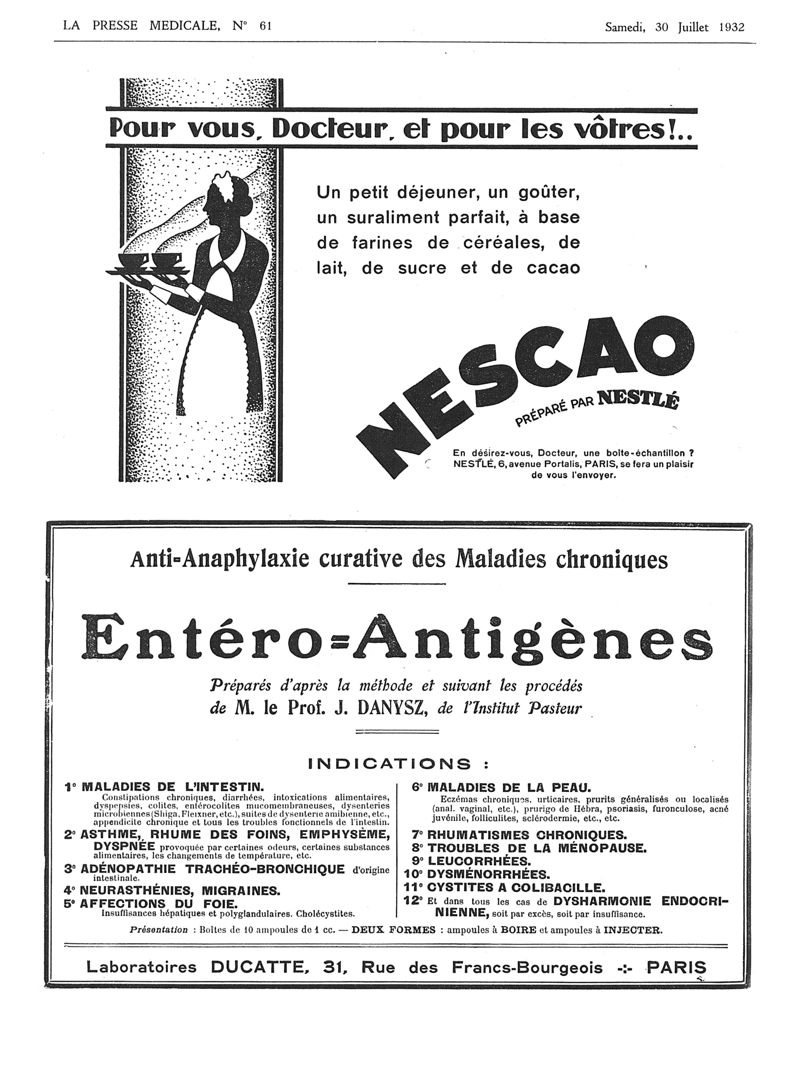 LA PRESSE MEDICALE, N° 61
Samedi, 30 Juillet 1932
Pour vous, Docteur, et pour les vôtres!..
Un petit déjeuner, un goûter,
un suraliment parfait, à base
de farines de céréales, de
lait, de sucre et de cacao
NESCAO
PRÉPARÉ PAR NESTLÉ
En désirez-vous, Docteur, une boîte-échantillon ?
NESTLÉ, 6, avenue Portalis, PARIS, se fera un plaisir
de vous l'envoyer.
Anti-Anaphylaxie curative des Maladies chroniques
Entéro=Antigènes
Préparés d'après la méthode et suivant les procédés
de M. le Prof. J. DANYSZ, de l'Institut Pasteur
INDICATIONS :
1° MALADIES DE L'INTESTIN.
Constipations chroniques, diarrhées, intoxications alimentaires,
dyspepsies, colites, entérocolites mucomembraneuses, dysenteries
microbiennes (Shiga, Fleixner, etc.), suites de dysenterie amibienne, etc.,
appendicite chronique et tous les troubles fonctionnels de l'intestin.
2° ASTHME, RHUME DES FOINS, EMPHYSÈME,
DYSPNÉE provoquée par certaines odeurs, certaines substances
alimentaires, les changements de température, etc.
3° ADÉNOPATHIE TRACHÉO-BRONCHIQUE d'origine
intestinale.
4° NEURASTHÉNIES, MIGRAINES.
5° AFFECTIONS DU FOIE.
Insuffisances hépatiques et polyglandulaires. Cholécystites.
6° MALADIES DE LA PEAU.
Eczémas chroniques, urticaires, prurits généralisés ou localisés
(anal, vaginal, etc.), prurigo de Hébra, psoriasis, furonculose, acné
juvénile, folliculites, sclérodermie, etc., etc.
7° RHUMATISMES CHRONIQUES.
8° TROUBLES DE LA MÉNOPAUSE.
9° LEUCORRHÉES.
10° DYSMÉNORRHÉES.
11° CYSTITES A COLIBACILLE.
12° Et dans tous les cas de DYSHARMONIE ENDOCRI-
NIENNE, soit par excès, soit par insuffisance.
Présentation : Boîtes de 10 ampoules de 1 cc. — DEUX FORMES : ampoules à BOIRE et ampoules à INJECTER.
Laboratoires DUCATTE, 31, Rue des Francs-Bourgeois -:- PARIS